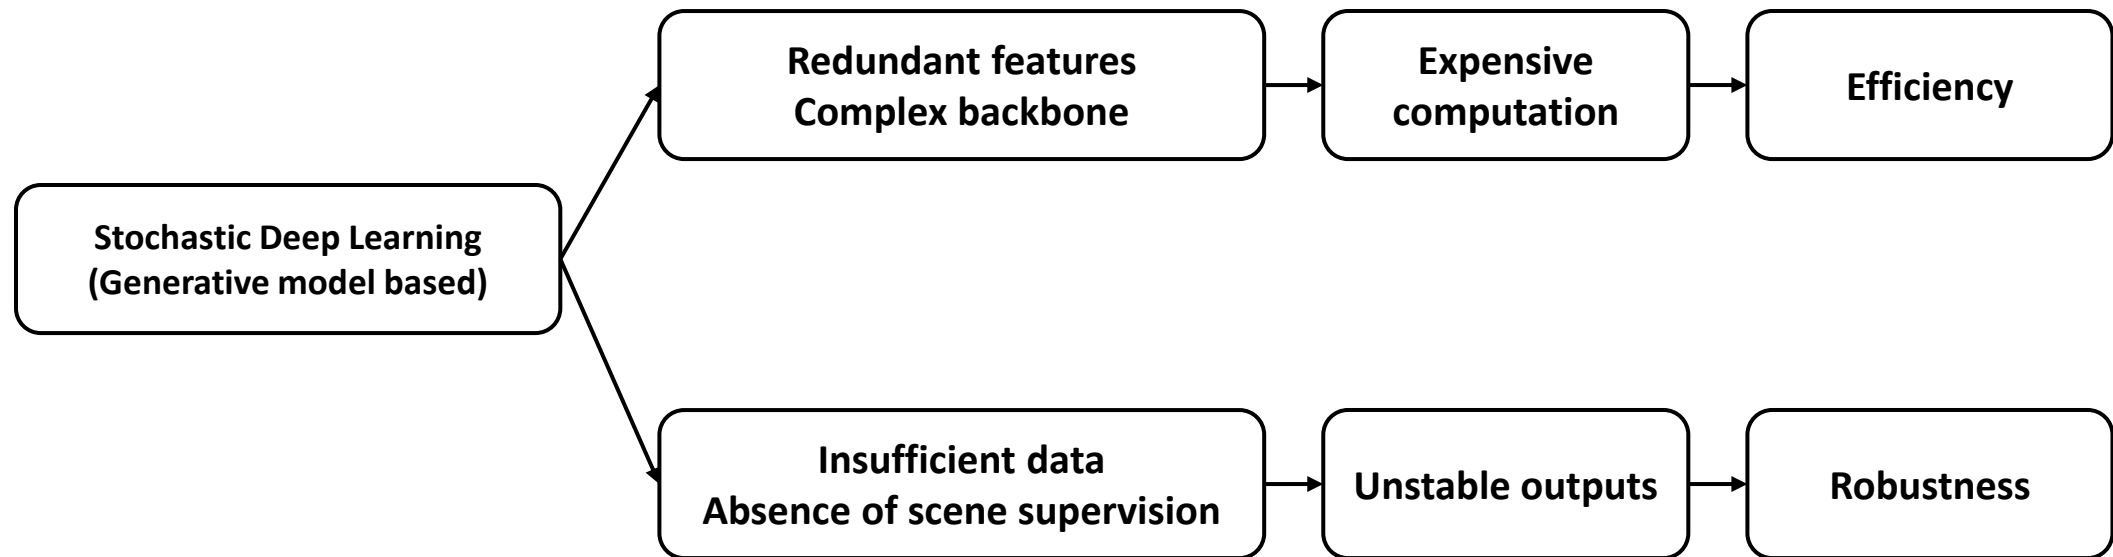 Redundant features
Complex backbone
Expensive
computation
Efficiency
Stochastic Deep Learning
(Generative model based)
Insufficient data
Absence of scene supervision
Unstable outputs
Robustness